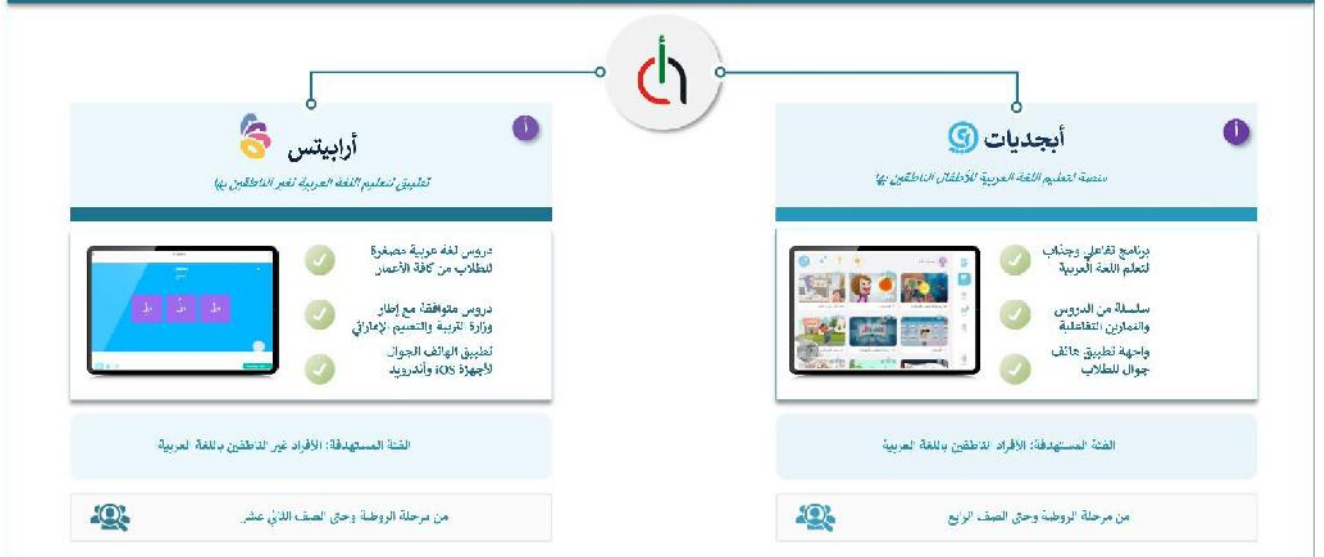 أ
أبجديات
منصة لتعليم اللغة العربية للأطفال الناطقين بها
برنامج تفاعلي وجذاب
لتعلم اللغة العربية
سلسلة من الدروس
والتمارين التفاعلية
واجهة تطبيق هاتف
جوال للطلاب
الفئة المستهدفة: الأفراد الناطقين باللغة العربية
من مرحلة الروضة وحتى الصف الرابع
أ
أرابيتس
تطبيق لتعليم اللغة العربية لغير الناطقين بها
دروس لغة عربية مصغرة
للطلاب من كافة الأعمار
دروس متوافقة مع إطار
وزارة التربية والتعليم الإماراتي
تطبيق الهاتف الجوال
لأجهزة iOS وأندرويد
الفئة المستهدفة: الأفراد غير الناطقين باللغة العربية
من مرحلة الروضة وحتى الصف الثاني عشر